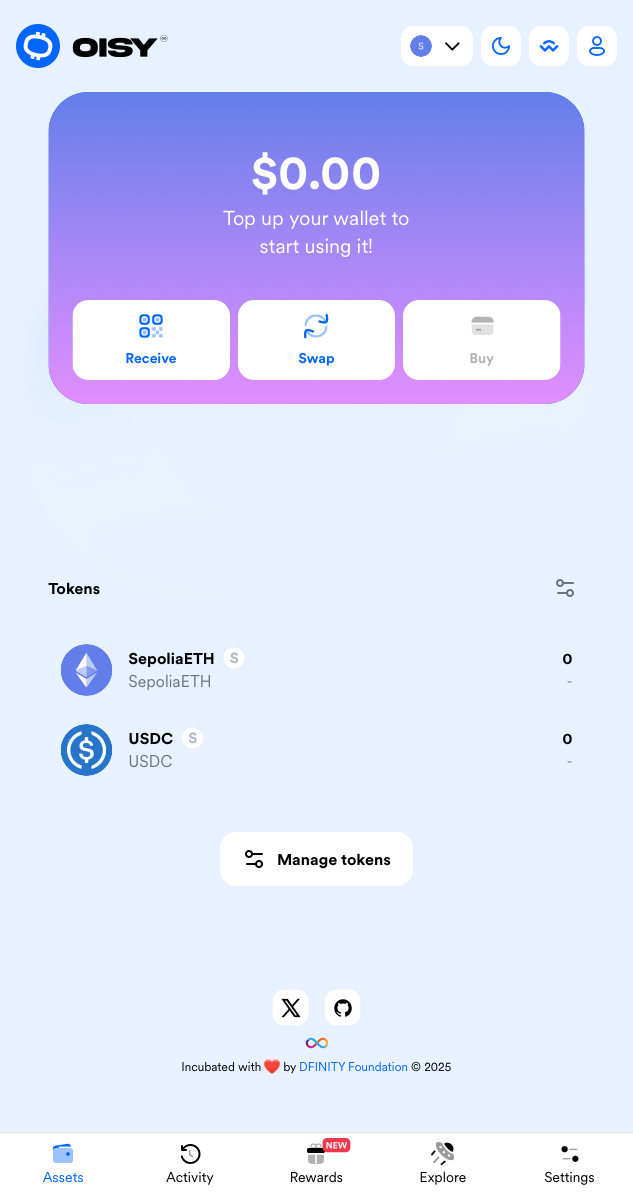 OISY
S
$0.00
Top up your wallet to
start using it!
Receive
Swap
Buy
Tokens
SepoliaETH S
0
SepoliaETH
-
USDC S
0
USDC
-
Manage tokens
Incubated with ❤️ by DFINITY Foundation © 2025
NEW
Assets
Activity
Rewards
Explore
Settings